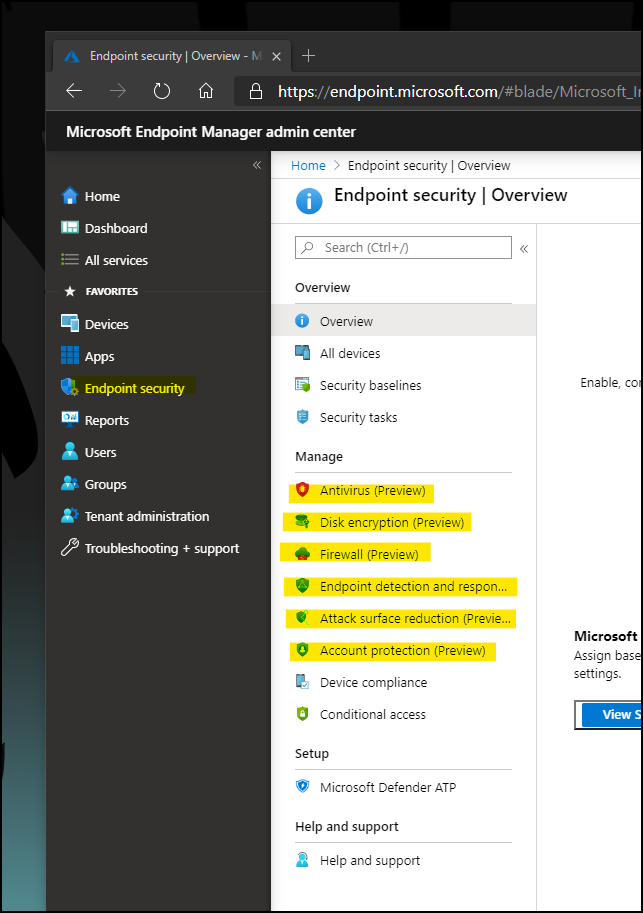 Endpoint security | Overview - M
https://endpoint.microsoft.com/#blade/Microsoft_In
Microsoft Endpoint Manager admin center
Home
Dashboard
All services
FAVORITES
Devices
Apps
Endpoint security
Reports
Users
Groups
Tenant administration
Troubleshooting + support
Home > Endpoint security | Overview
Endpoint security | Overview
Search (Ctrl+/)
Overview
Overview
All devices
Security baselines
Security tasks
Manage
Antivirus (Preview)
Disk encryption (Preview)
Firewall (Preview)
Endpoint detection and respon...
Attack surface reduction (Previe...
Account protection (Preview)
Device compliance
Conditional access
Setup
Microsoft Defender ATP
Help and support
Help and support
Enable, con
Microsoft
Assign base
settings.
View S